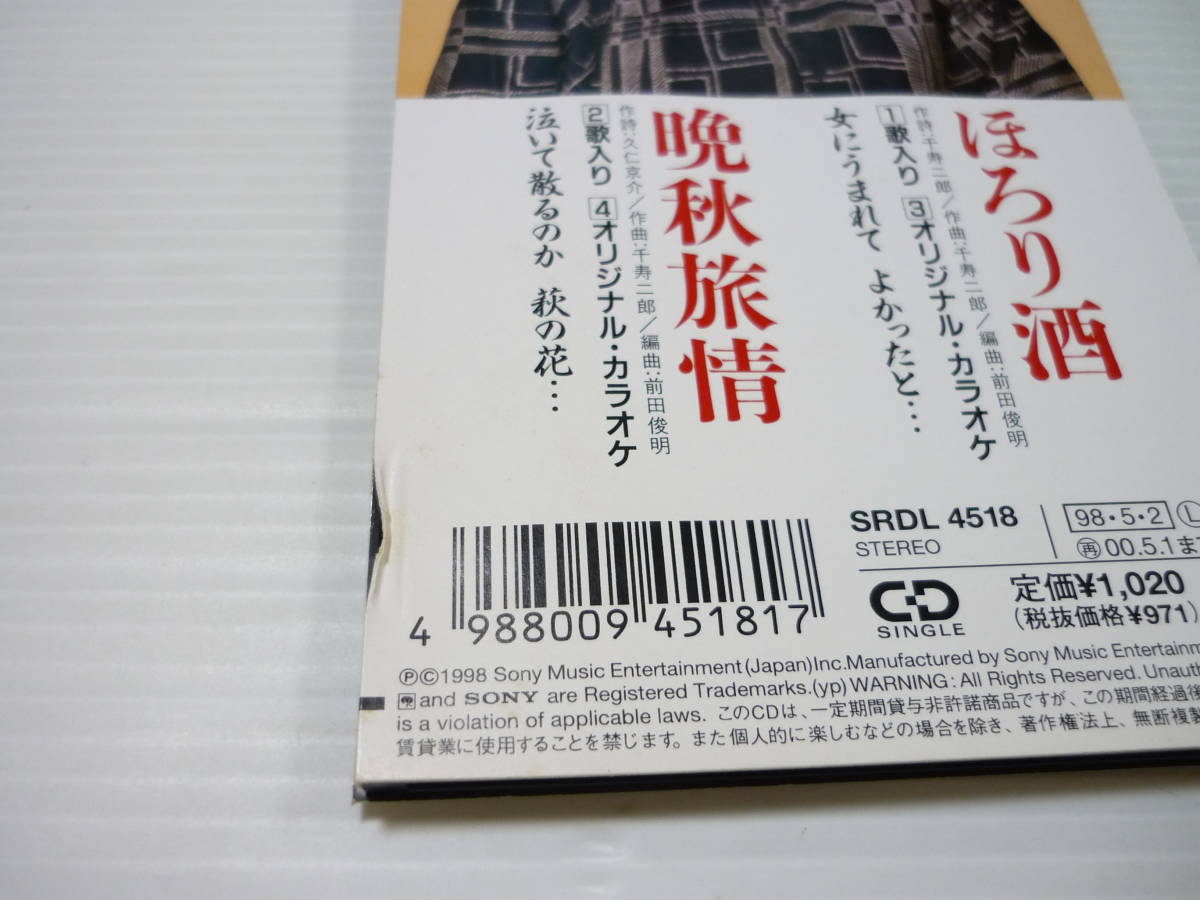 ほろり酒
作詩:千寿二郎/作曲:千寿二郎/編曲:前田俊明
1歌入り 3オリジナル・カラオケ
女にうまれて よかったと…
晩秋旅情
作詩:久仁京介/作曲:千寿二郎/編曲:前田俊明
2歌入り 4オリジナル・カラオケ
泣いて散るのか 萩の花…
SRDL 4518
STEREO
98・5・2 Ⓛ
再00.5.1まで
CD
SINGLE
定価¥1,020
(税抜価格¥971)
4 988009 451817
ⓅⒸ1998 Sony Music Entertainment(Japan)Inc.Manufactured by Sony Music Entertainm
and SONY are Registered Trademarks.(yp)WARNING: All Rights Reserved. Unauth
is a violation of applicable laws. このCDは、一定期間貸与非許諾商品ですが、この期間経過後
賃貸業に使用することを禁じます。また個人的に楽しむなどの場合を除き、著作権法上、無断複製